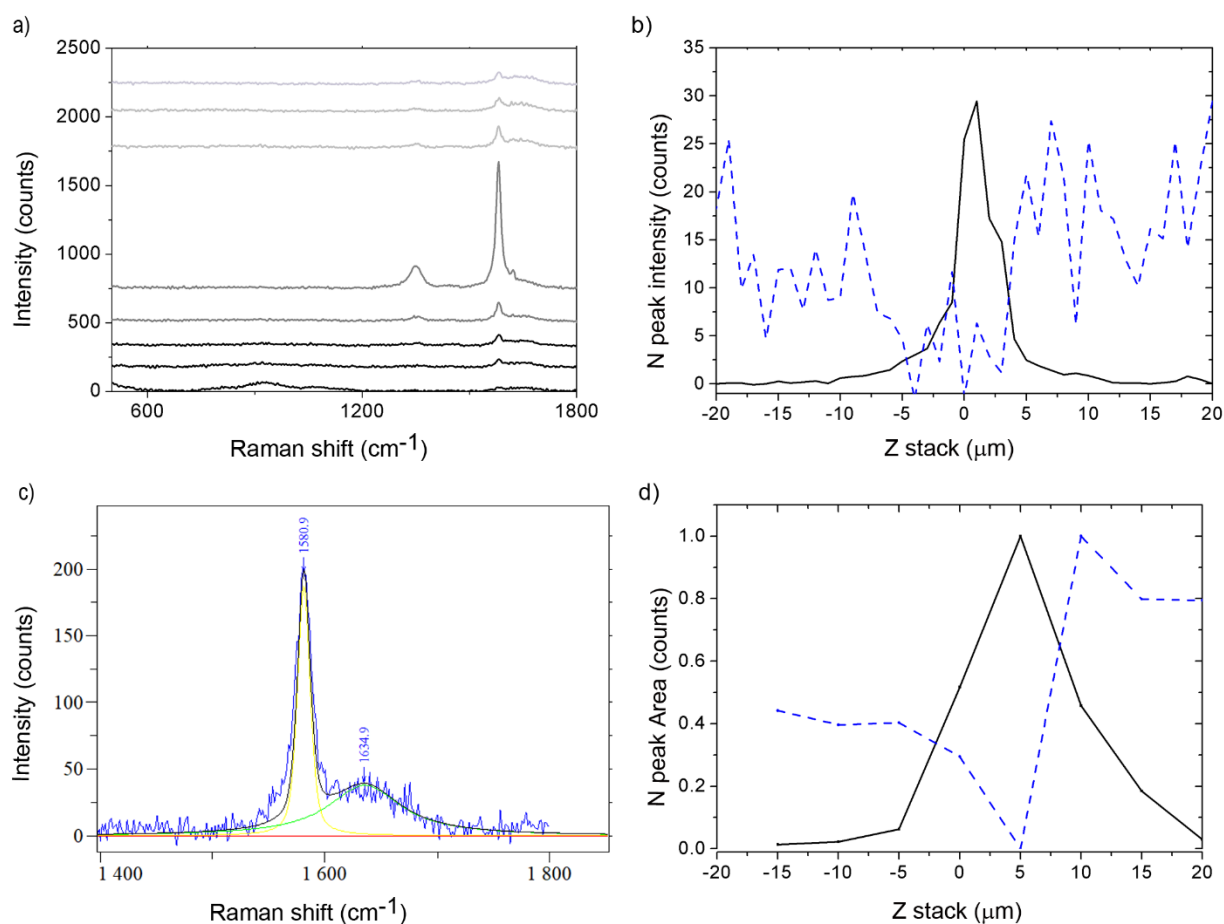 a)
2500
2000
1500
1000
500
0
600 1200 1800
Intensity (counts)
Raman shift (cm-1)
b)
35
30
25
20
15
10
5
0
-20 -15 -10 -5 0 5 10 15 20
N peak intensity (counts)
Z stack (μm)
c)
200
150
100
50
0
1580.9
1634.9
1 400 1 600 1 800
Intensity (counts)
Raman shift (cm-1)
d)
1.0
0.8
0.6
0.4
0.2
0.0
-20 -15 -10 -5 0 5 10 15 20
N peak Area (counts)
Z stack (μm)